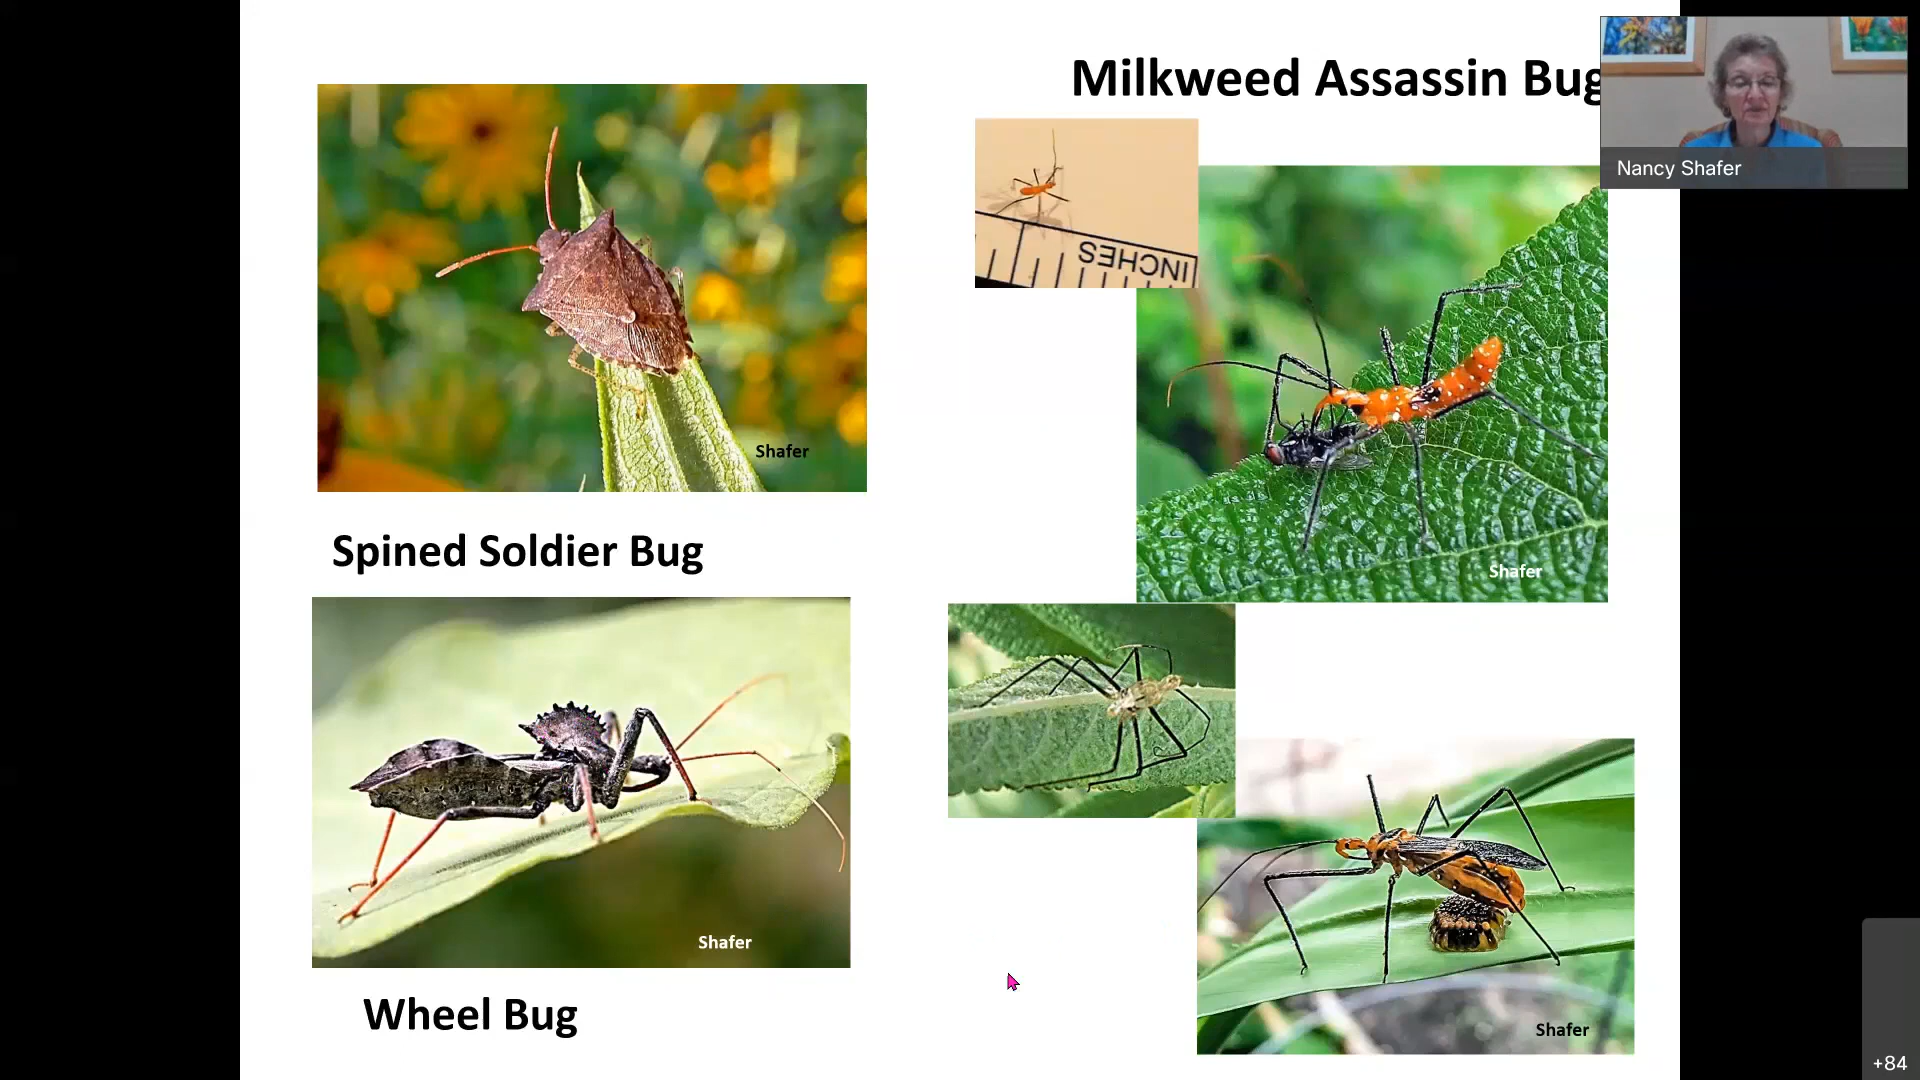 Milkweed Assassin Bug
Nancy Shafer
INCHES
Shafer
Spined Soldier Bug
Shafer
Shafer
Wheel Bug
Shafer
+84